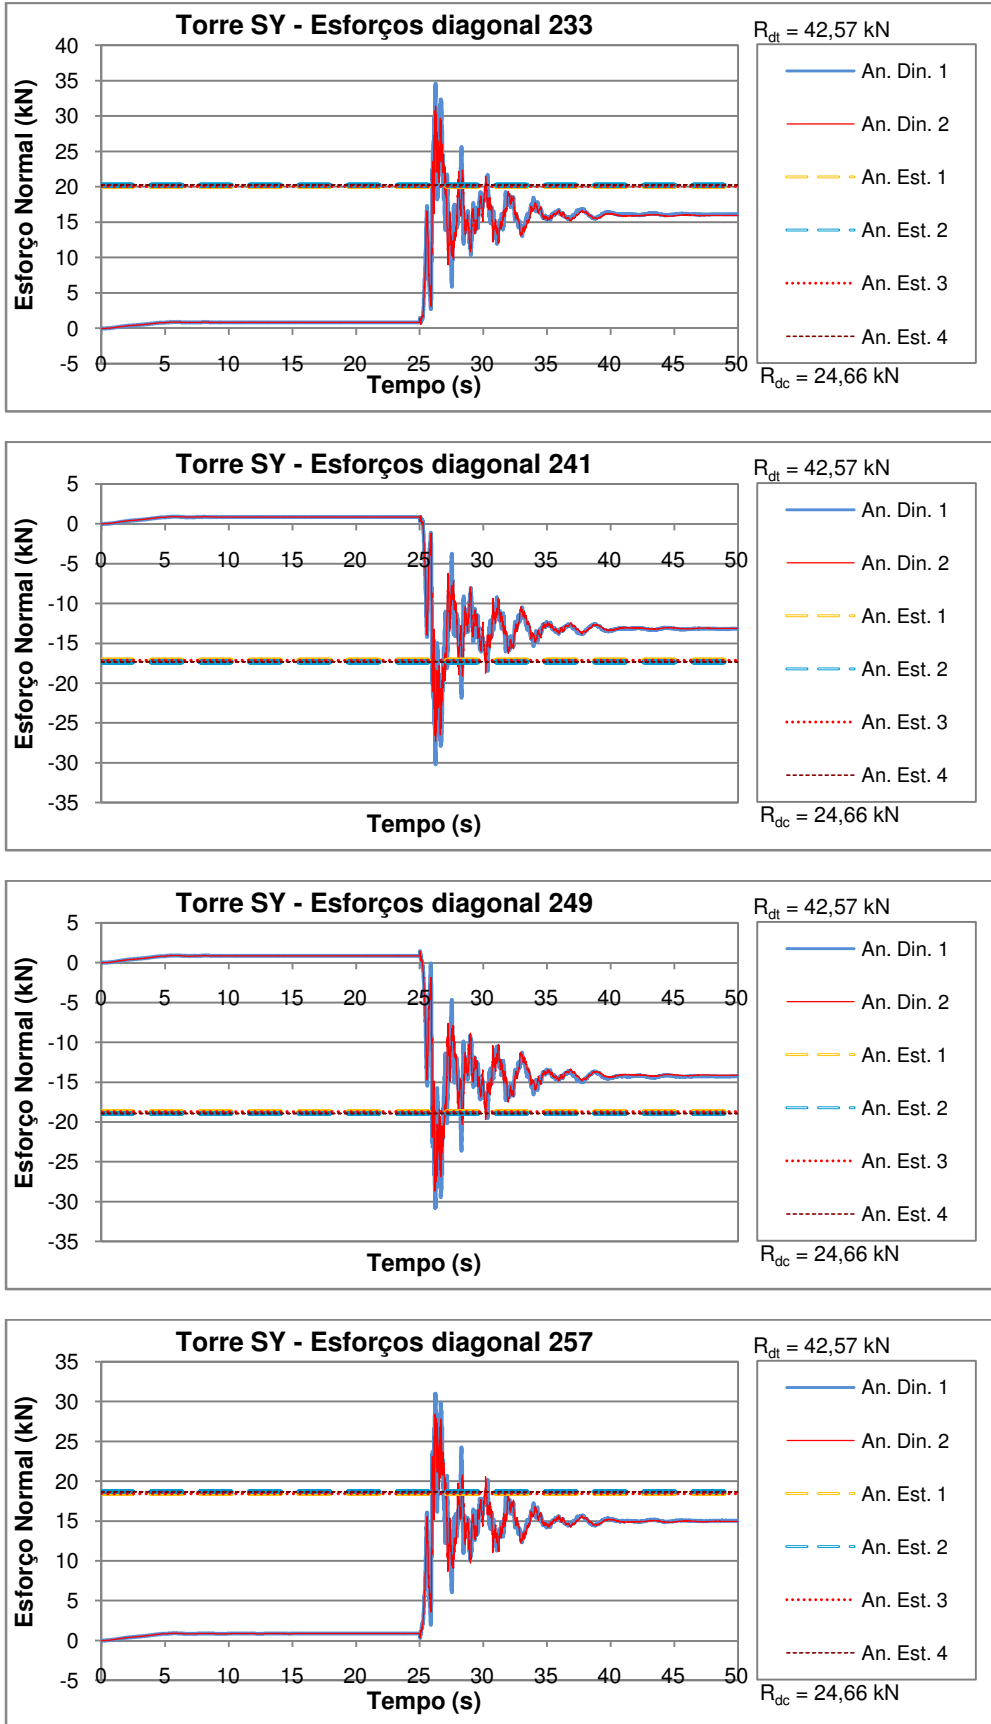 Torre SY - Esforços diagonal 233
R_dt = 42,57 kN
Esforço Normal (kN)
40
35
30
25
20
15
10
5
0
-5
0 5 10 15 20 25 30 35 40 45 50
Tempo (s)
An. Din. 1
An. Din. 2
An. Est. 1
An. Est. 2
An. Est. 3
An. Est. 4
R_dc = 24,66 kN
Torre SY - Esforços diagonal 241
R_dt = 42,57 kN
Esforço Normal (kN)
5
0
-5
-10
-15
-20
-25
-30
-35
0 5 10 15 20 25 30 35 40 45 50
Tempo (s)
An. Din. 1
An. Din. 2
An. Est. 1
An. Est. 2
An. Est. 3
An. Est. 4
R_dc = 24,66 kN
Torre SY - Esforços diagonal 249
R_dt = 42,57 kN
Esforço Normal (kN)
5
0
-5
-10
-15
-20
-25
-30
-35
0 5 10 15 20 25 30 35 40 45 50
Tempo (s)
An. Din. 1
An. Din. 2
An. Est. 1
An. Est. 2
An. Est. 3
An. Est. 4
R_dc = 24,66 kN
Torre SY - Esforços diagonal 257
R_dt = 42,57 kN
Esforço Normal (kN)
35
30
25
20
15
10
5
0
-5
0 5 10 15 20 25 30 35 40 45 50
Tempo (s)
An. Din. 1
An. Din. 2
An. Est. 1
An. Est. 2
An. Est. 3
An. Est. 4
R_dc = 24,66 kN